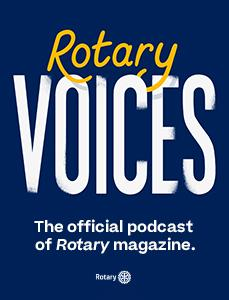 Rotary
VOICES
The official podcast
of Rotary magazine.
Rotary